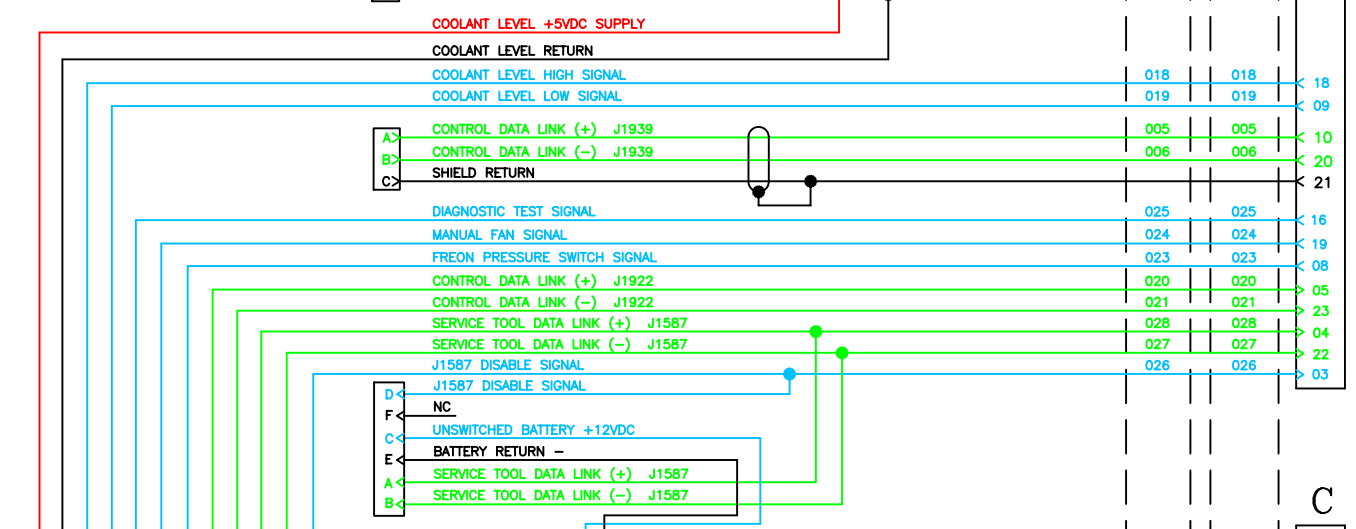 COOLANT LEVEL +5VDC SUPPLY
COOLANT LEVEL RETURN
COOLANT LEVEL HIGH SIGNAL 018 018 18
COOLANT LEVEL LOW SIGNAL 019 019 09
A CONTROL DATA LINK (+) J1939 005 005 10
B CONTROL DATA LINK (−) J1939 006 006 20
C SHIELD RETURN 21
DIAGNOSTIC TEST SIGNAL 025 025 16
MANUAL FAN SIGNAL 024 024 19
FREON PRESSURE SWITCH SIGNAL 023 023 08
CONTROL DATA LINK (+) J1922 020 020 05
CONTROL DATA LINK (−) J1922 021 021 23
SERVICE TOOL DATA LINK (+) J1587 028 028 04
SERVICE TOOL DATA LINK (−) J1587 027 027 22
J1587 DISABLE SIGNAL 026 026 03
D J1587 DISABLE SIGNAL
F NC
C UNSWITCHED BATTERY +12VDC
E BATTERY RETURN −
A SERVICE TOOL DATA LINK (+) J1587
B SERVICE TOOL DATA LINK (−) J1587
C